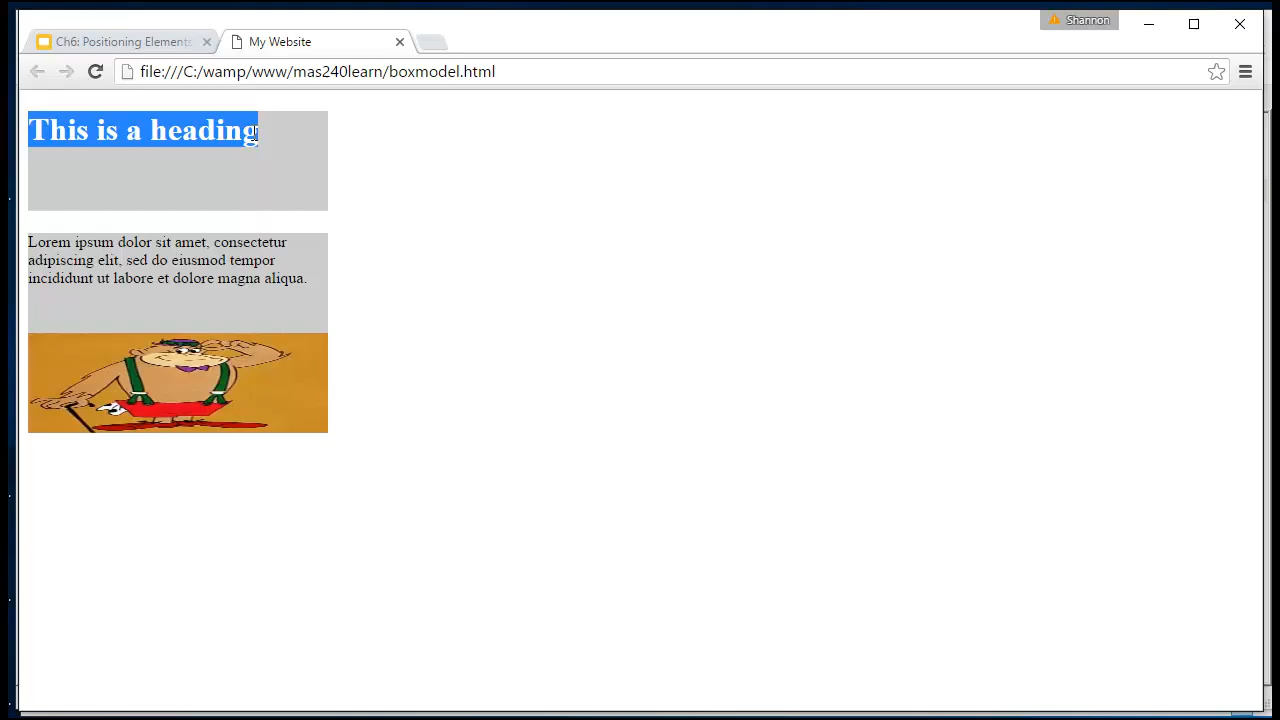 Shannon
Ch6: Positioning Elements
My Website
file:///C:/wamp/www/mas240learn/boxmodel.html
This is a heading
Lorem ipsum dolor sit amet, consectetur
adipiscing elit, sed do eiusmod tempor
incididunt ut labore et dolore magna aliqua.